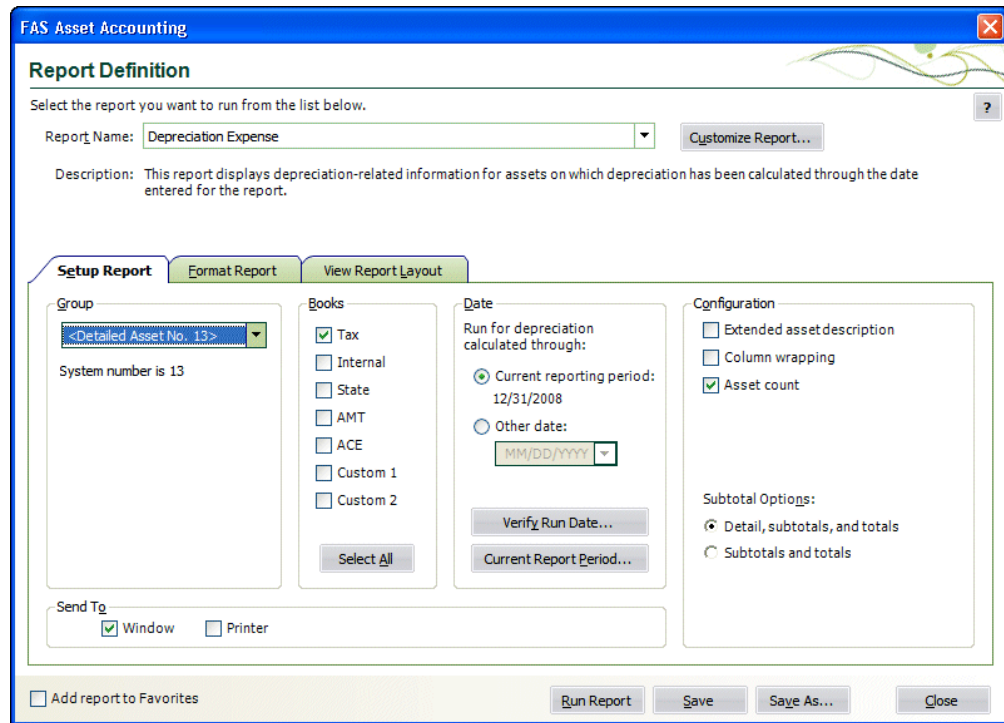 FAS Asset Accounting
Report Definition
Select the report you want to run from the list below.
?
Report Name: Depreciation Expense
Customize Report...
Description: This report displays depreciation-related information for assets on which depreciation has been calculated through the date
entered for the report.
Setup Report
Format Report
View Report Layout
Group
<Detailed Asset No. 13>
System number is 13
Books
Tax
Internal
State
AMT
ACE
Custom 1
Custom 2
Select All
Date
Run for depreciation
calculated through:
Current reporting period:
12/31/2008
Other date:
MM/DD/YYYY
Verify Run Date...
Current Report Period...
Configuration
Extended asset description
Column wrapping
Asset count
Subtotal Options:
Detail, subtotals, and totals
Subtotals and totals
Send To
Window
Printer
Add report to Favorites
Run Report
Save
Save As...
Close